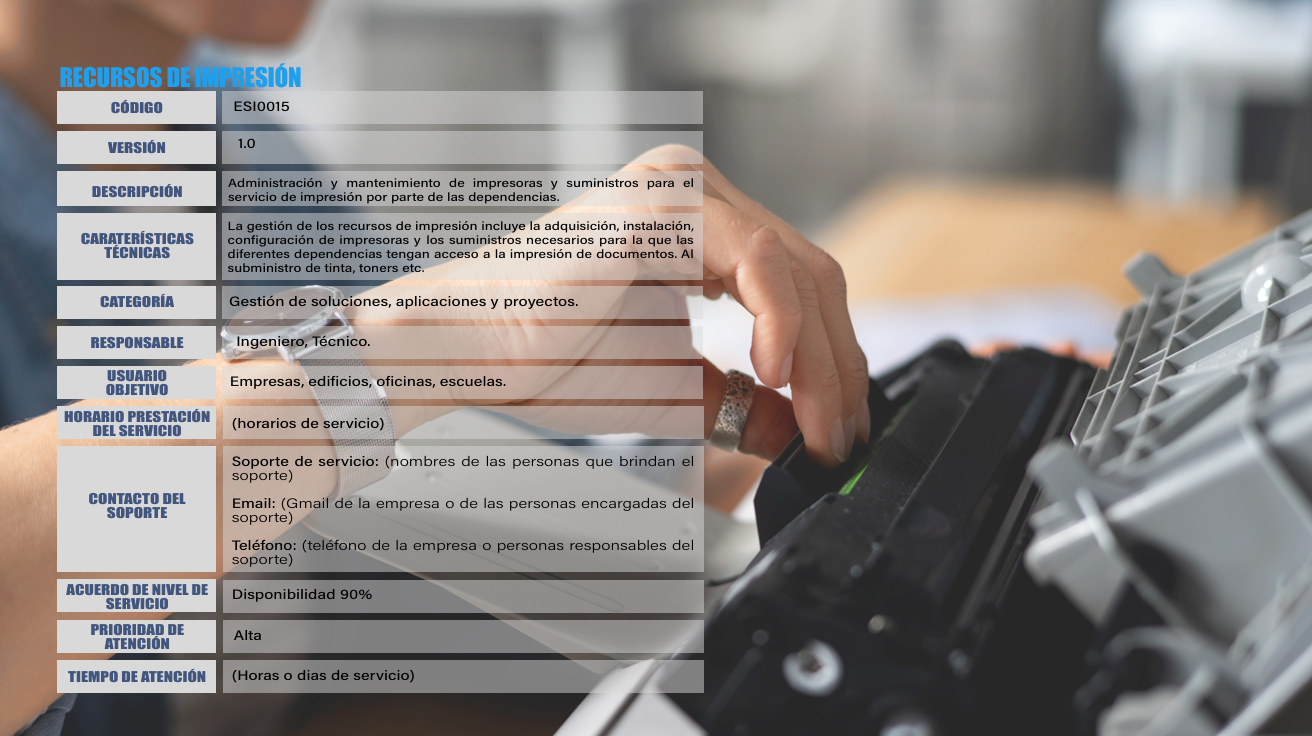 RECURSOS DE IMPRESIÓN
CÓDIGO
ESI0015
VERSIÓN
1.0
DESCRIPCIÓN
Administración y mantenimiento de impresoras y suministros para el
servicio de impresión por parte de las dependencias.
CARATERÍSTICAS
TÉCNICAS
La gestión de los recursos de impresión incluye la adquisición, instalación,
configuración de impresoras y los suministros necesarios para la que las
diferentes dependencias tengan acceso a la impresión de documentos. Al
subministro de tinta, toners etc.
CATEGORÍA
Gestión de soluciones, aplicaciones y proyectos.
RESPONSABLE
Ingeniero, Técnico.
USUARIO
OBJETIVO
Empresas, edificios, oficinas, escuelas.
HORARIO PRESTACIÓN
DEL SERVICIO
(horarios de servicio)
CONTACTO DEL
SOPORTE
Soporte de servicio: (nombres de las personas que brindan el
soporte)
Email: (Gmail de la empresa o de las personas encargadas del
soporte)
Teléfono: (teléfono de la empresa o personas responsables del
soporte)
ACUERDO DE NIVEL DE
SERVICIO
Disponibilidad 90%
PRIORIDAD DE
ATENCIÓN
Alta
TIEMPO DE ATENCIÓN
(Horas o dias de servicio)